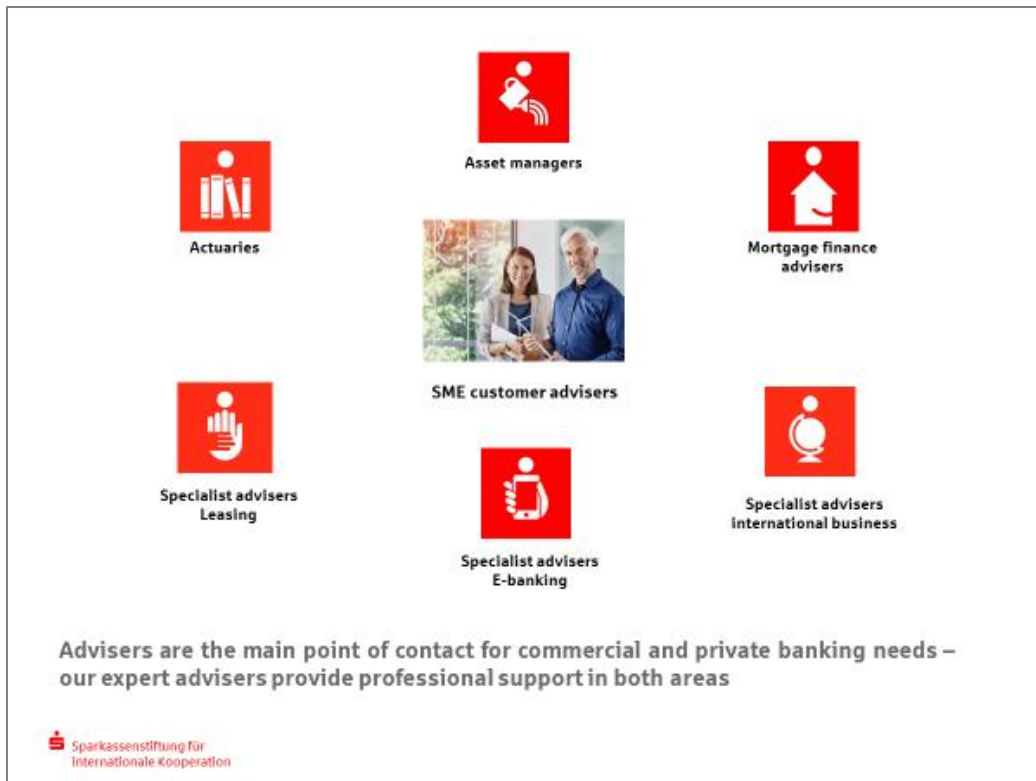 Asset managers
Actuaries
Mortgage finance
advisers
SME customer advisers
Specialist advisers
Leasing
Specialist advisers
E-banking
Specialist advisers
international business
Advisers are the main point of contact for commercial and private banking needs –
our expert advisers provide professional support in both areas
Sparkassenstiftung für
Internationale Kooperation